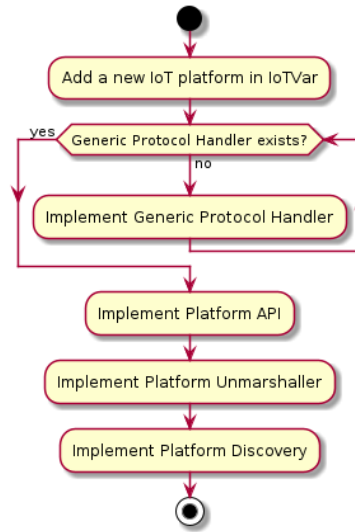 Add a new IoT platform in IoTVar
yes
Generic Protocol Handler exists?
no
Implement Generic Protocol Handler
Implement Platform API
Implement Platform Unmarshaller
Implement Platform Discovery